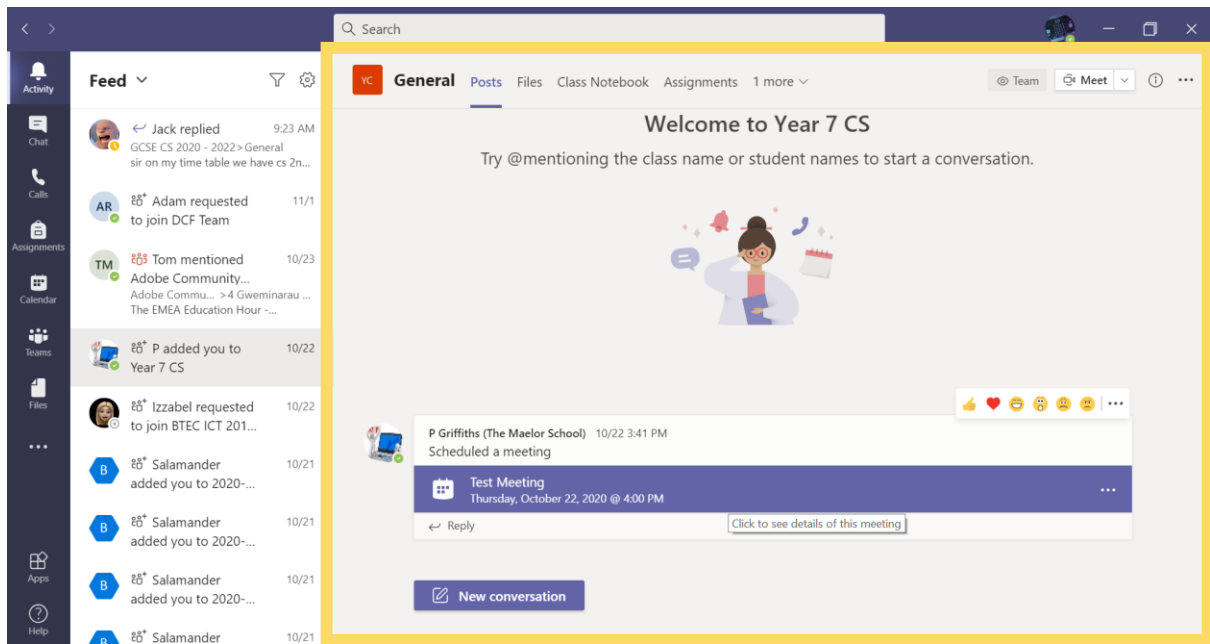 Search
Activity
Chat
Calls
Assignments
Calendar
Teams
Files
Apps
Help
Feed
Jack replied 9:23 AM
GCSE CS 2020 - 2022 > General
sir on my time table we have cs 2n...
AR
Adam requested 11/1
to join DCF Team
TM
Tom mentioned 10/23
Adobe Community...
Adobe Commu... > 4 Gweminarau ...
The EMEA Education Hour -...
P added you to 10/22
Year 7 CS
Izzabel requested 10/22
to join BTEC ICT 201...
B
Salamander 10/21
added you to 2020-...
B
Salamander 10/21
added you to 2020-...
B
Salamander 10/21
added you to 2020-...
B
Salamander 10/21
YC General Posts Files Class Notebook Assignments 1 more Team Meet
Welcome to Year 7 CS
Try @mentioning the class name or student names to start a conversation.
P Griffiths (The Maelor School) 10/22 3:41 PM
Scheduled a meeting
Test Meeting
Thursday, October 22, 2020 @ 4:00 PM
Reply
Click to see details of this meeting
New conversation